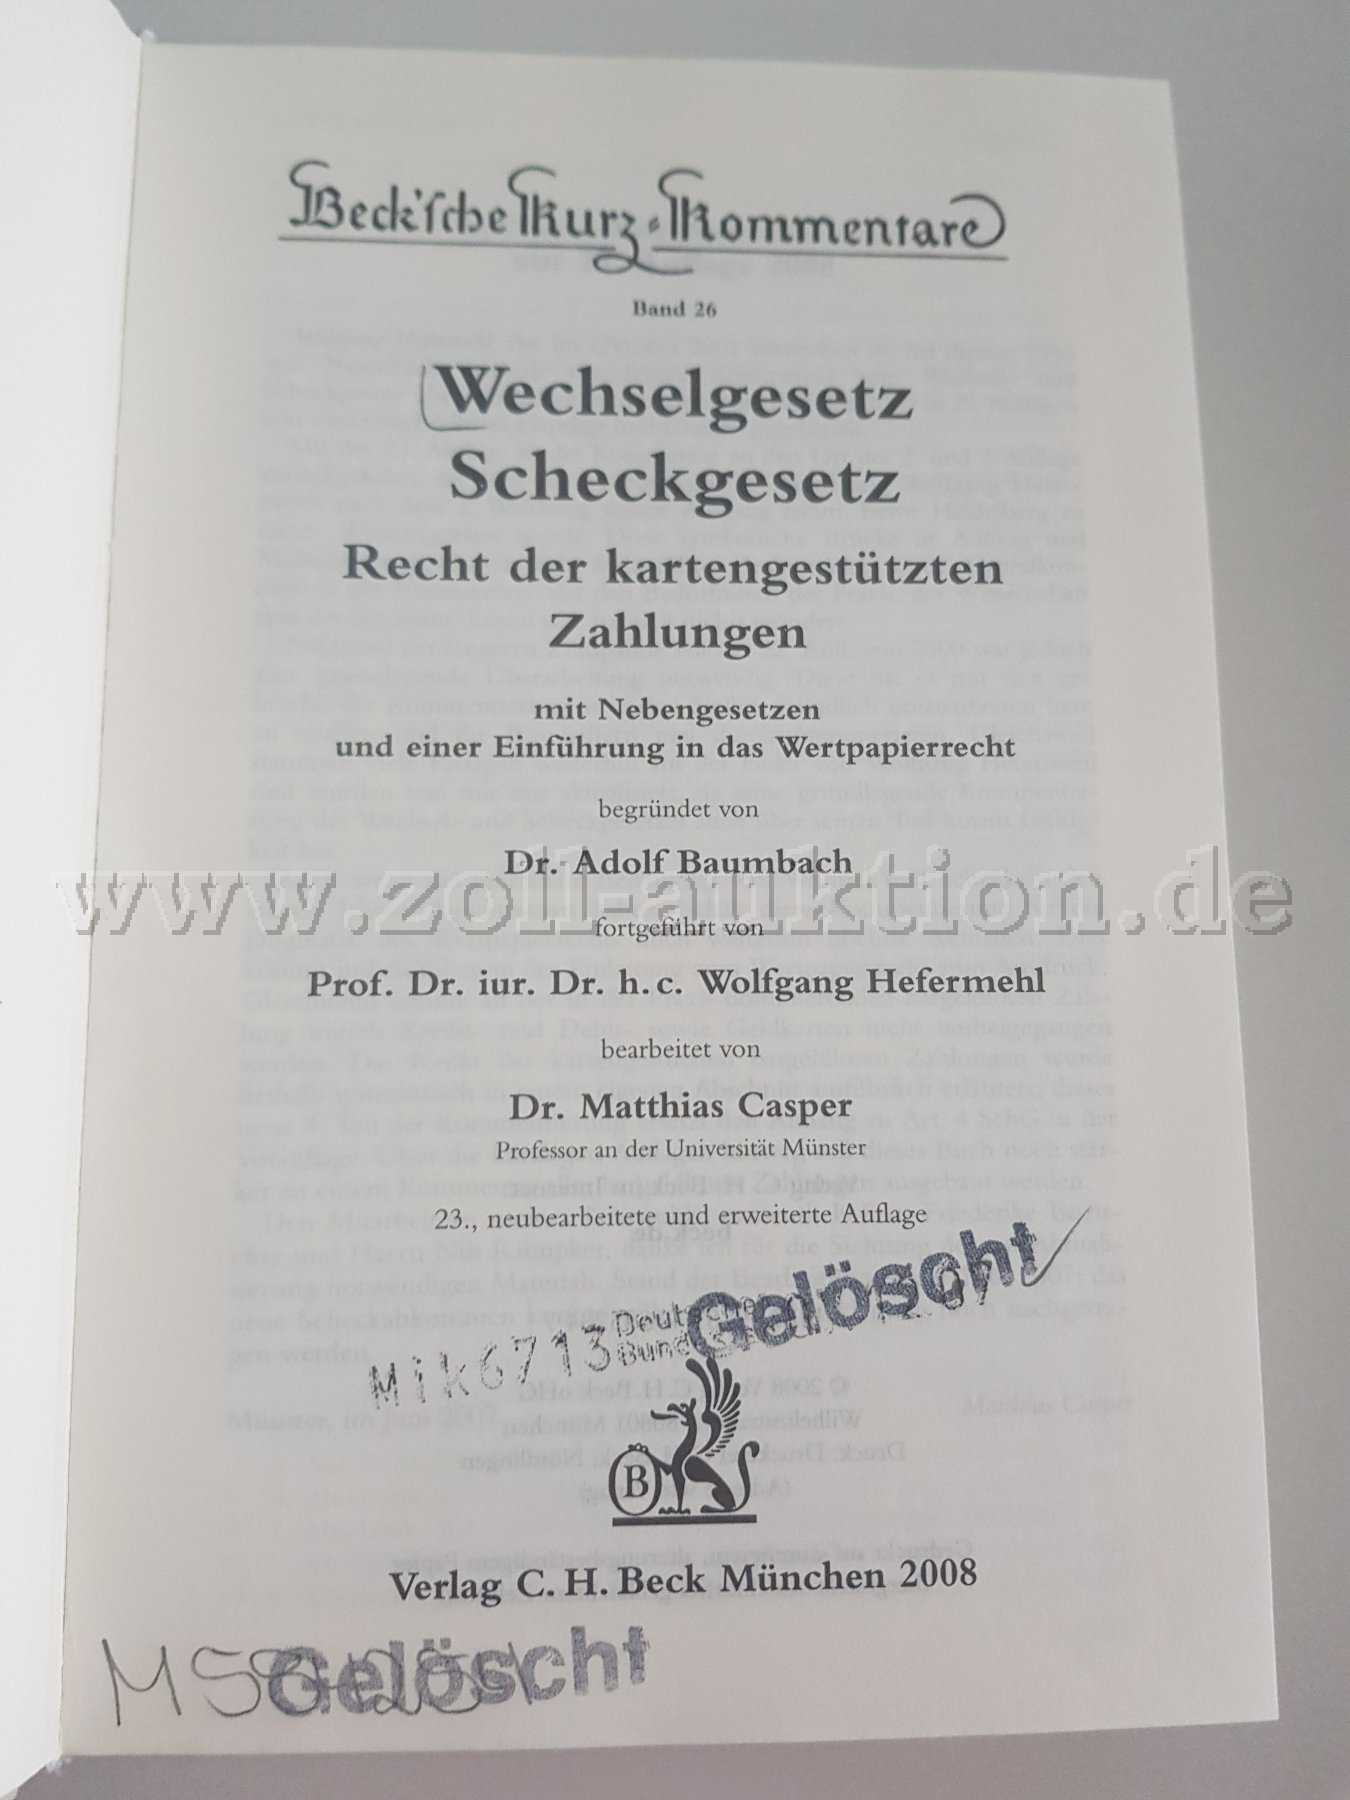 Beck'sche Kurz-Kommentare
Band 26
Wechselgesetz
Scheckgesetz
Recht der kartengestützten
Zahlungen
mit Nebengesetzen
und einer Einführung in das Wertpapierrecht
begründet von
Dr. Adolf Baumbach
www.zoll-auktion.de
fortgeführt von
Prof. Dr. iur. Dr. h. c. Wolfgang Hefermehl
bearbeitet von
Dr. Matthias Casper
Professor an der Universität Münster
23., neubearbeitete und erweiterte Auflage
Gelöscht
Mik6713 Deutsche
B
Verlag C. H. Beck München 2008
Gelöscht